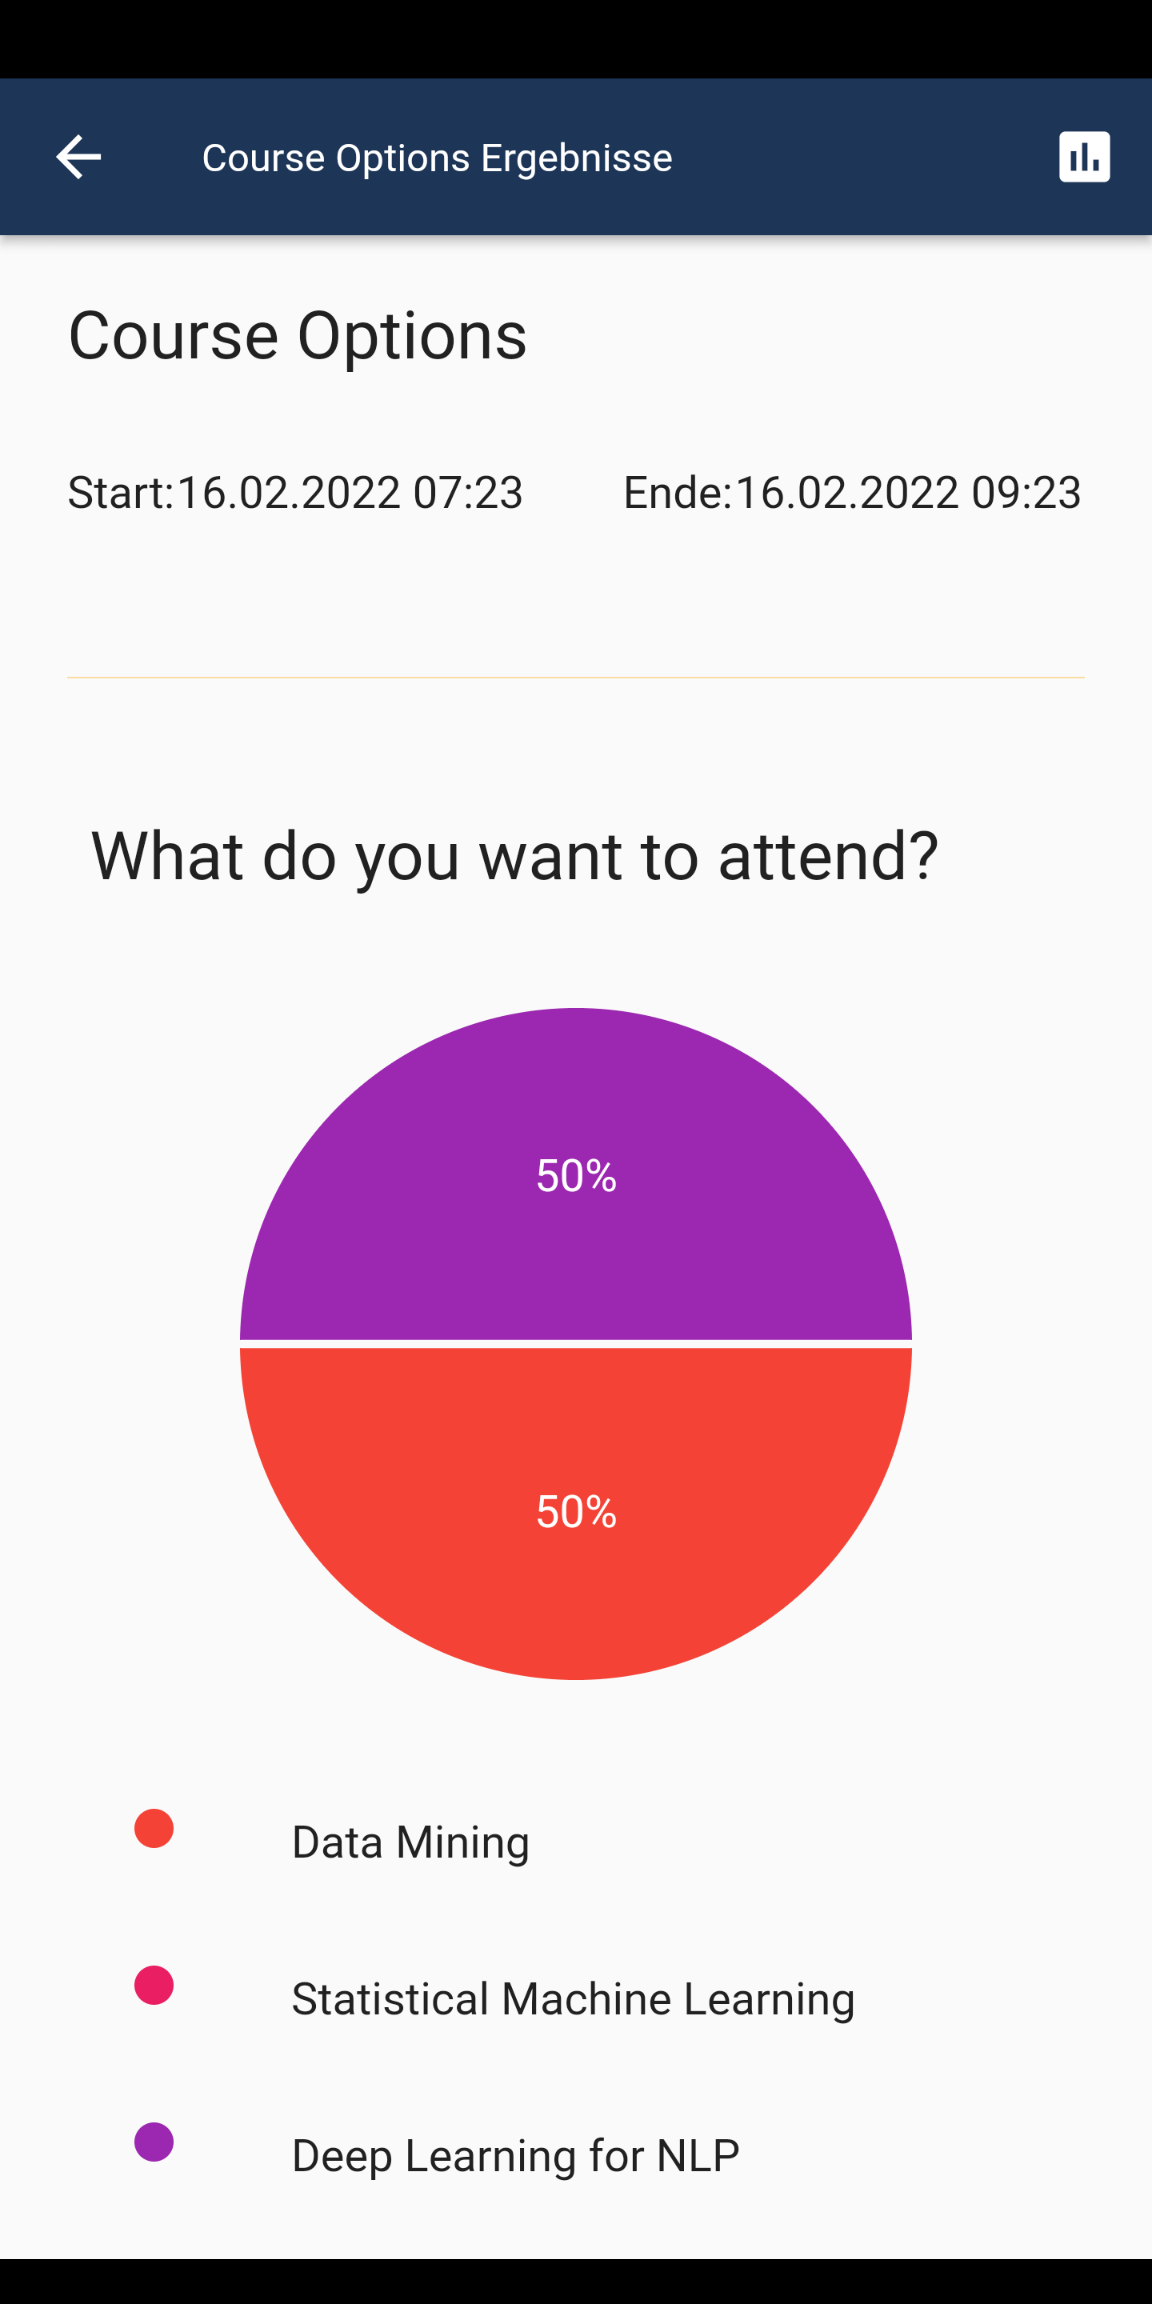 Course Options Ergebnisse
Course Options
Start:16.02.2022 07:23 Ende:16.02.2022 09:23
What do you want to attend?
50%
50%
Data Mining
Statistical Machine Learning
Deep Learning for NLP